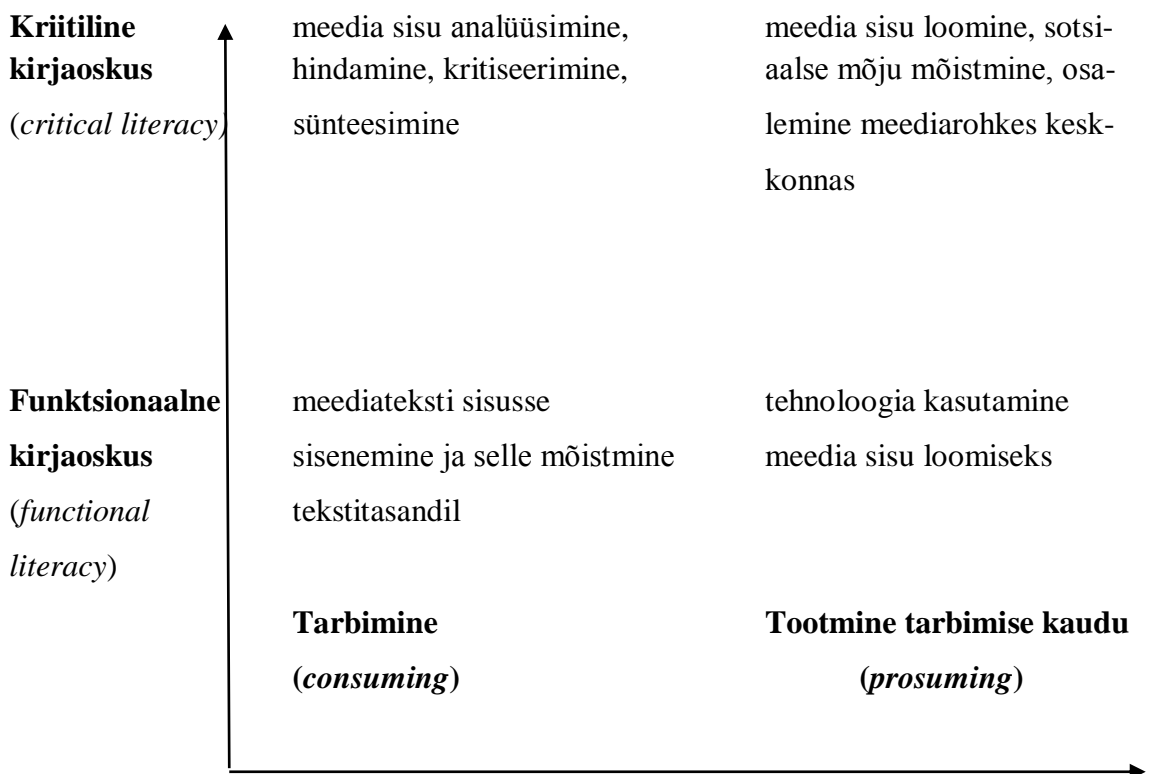 Kriitiline
kirjaoskus
(critical literacy)
meedia sisu analüüsimine,
hindamine, kritiseerimine,
sünteesimine
meedia sisu loomine, sotsi-
aalse mõju mõistmine, osa-
lemine meediarohkes kesk-
konnas
Funktsionaalne
kirjaoskus
(functional
literacy)
meediateksti sisusse
sisenemine ja selle mõistmine
tekstitasandil
tehnoloogia kasutamine
meedia sisu loomiseks
Tarbimine
(consuming)
Tootmine tarbimise kaudu
(prosuming)